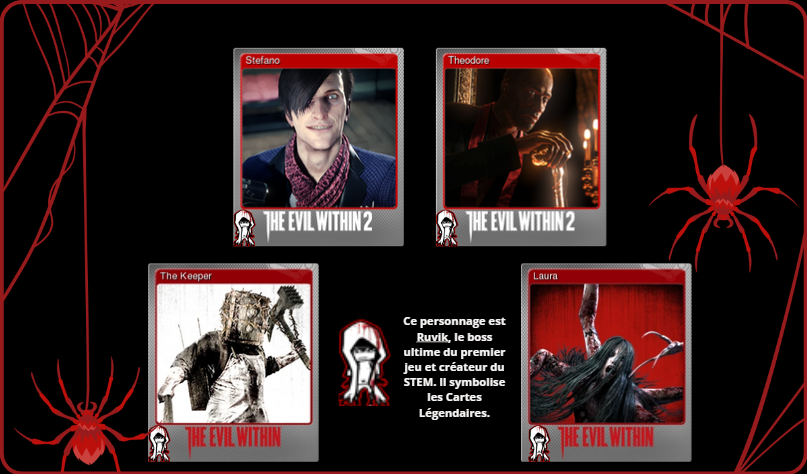 Stefano
THE EVIL WITHIN 2
Theodore
THE EVIL WITHIN 2
The Keeper
THE EVIL WITHIN
Ce personnage est
Ruvik, le boss
ultime du premier
jeu et créateur du
STEM. Il symbolise
les Cartes
Légendaires.
Laura
THE EVIL WITHIN